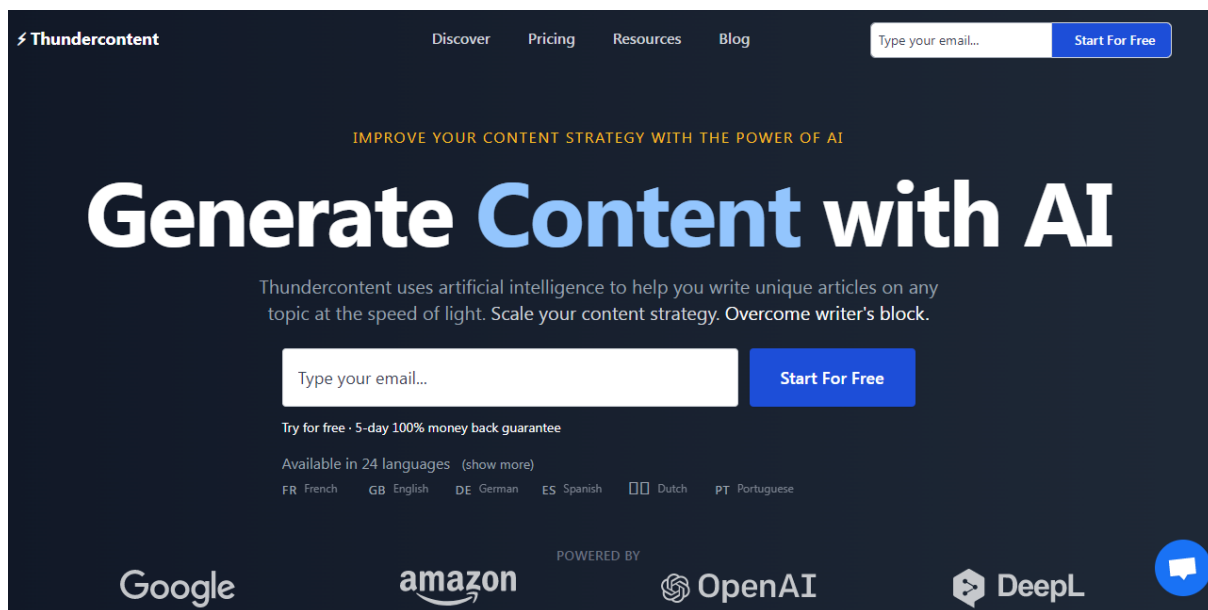 Thundercontent
Discover Pricing Resources Blog
Type your email... Start For Free
IMPROVE YOUR CONTENT STRATEGY WITH THE POWER OF AI
Generate Content with AI
Thundercontent uses artificial intelligence to help you write unique articles on any
topic at the speed of light. Scale your content strategy. Overcome writer's block.
Type your email... Start For Free
Try for free · 5-day 100% money back guarantee
Available in 24 languages (show more)
FR French GB English DE German ES Spanish Dutch PT Portuguese
POWERED BY
Google amazon OpenAI DeepL